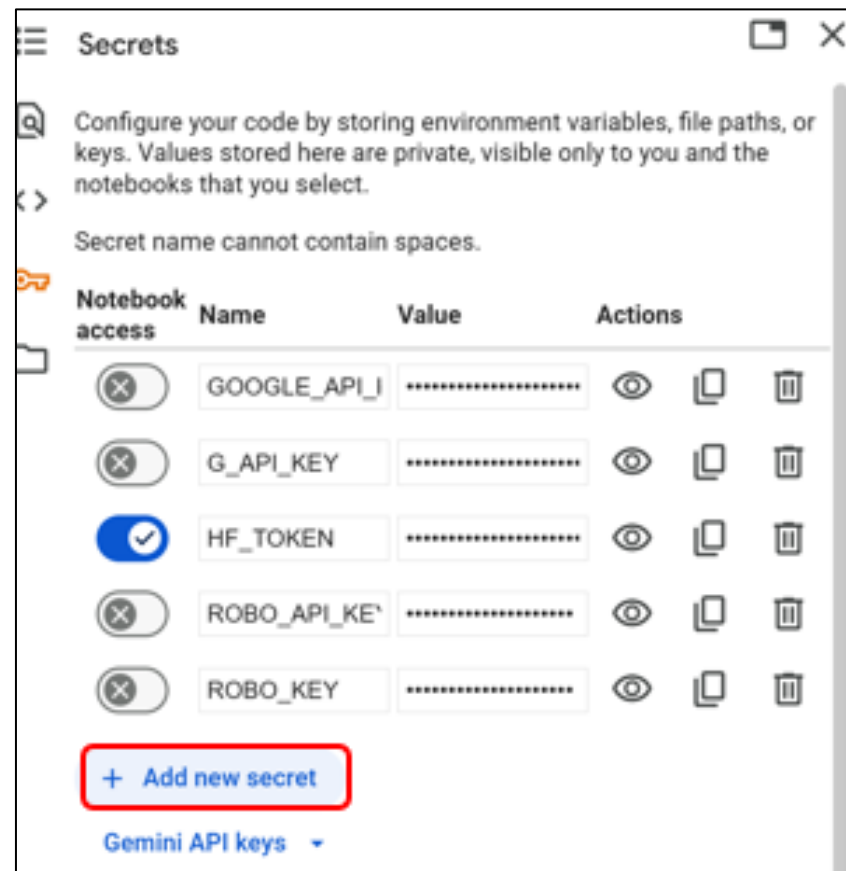 Secrets
Configure your code by storing environment variables, file paths, or
keys. Values stored here are private, visible only to you and the
notebooks that you select.
Secret name cannot contain spaces.
Notebook
access
Name
Value
Actions
GOOGLE_API_
G_API_KEY
HF_TOKEN
ROBO_API_KE
ROBO_KEY
+ Add new secret
Gemini API keys